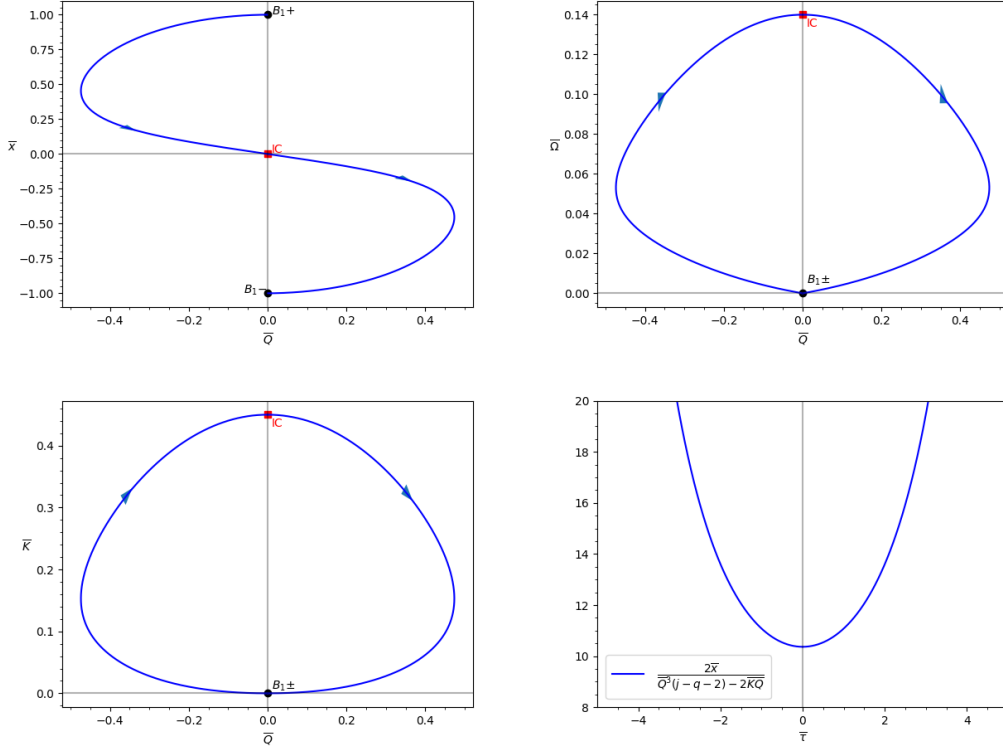 B₁+
IC
B₁−
1.00
0.75
0.50
0.25
0.00
−0.25
−0.50
−0.75
−1.00
x̅
−0.4 −0.2 0.0 0.2 0.4
Q̅
IC
B₁±
0.14
0.12
0.10
0.08
0.06
0.04
0.02
0.00
Ω̅
−0.4 −0.2 0.0 0.2 0.4
Q̅
IC
B₁±
0.4
0.3
0.2
0.1
0.0
K̅
−0.4 −0.2 0.0 0.2 0.4
Q̅
20
18
16
14
12
10
8
2x̅
Q̅³(j − q − 2) − 2K̅Q̅
−4 −2 0 2 4
τ̅